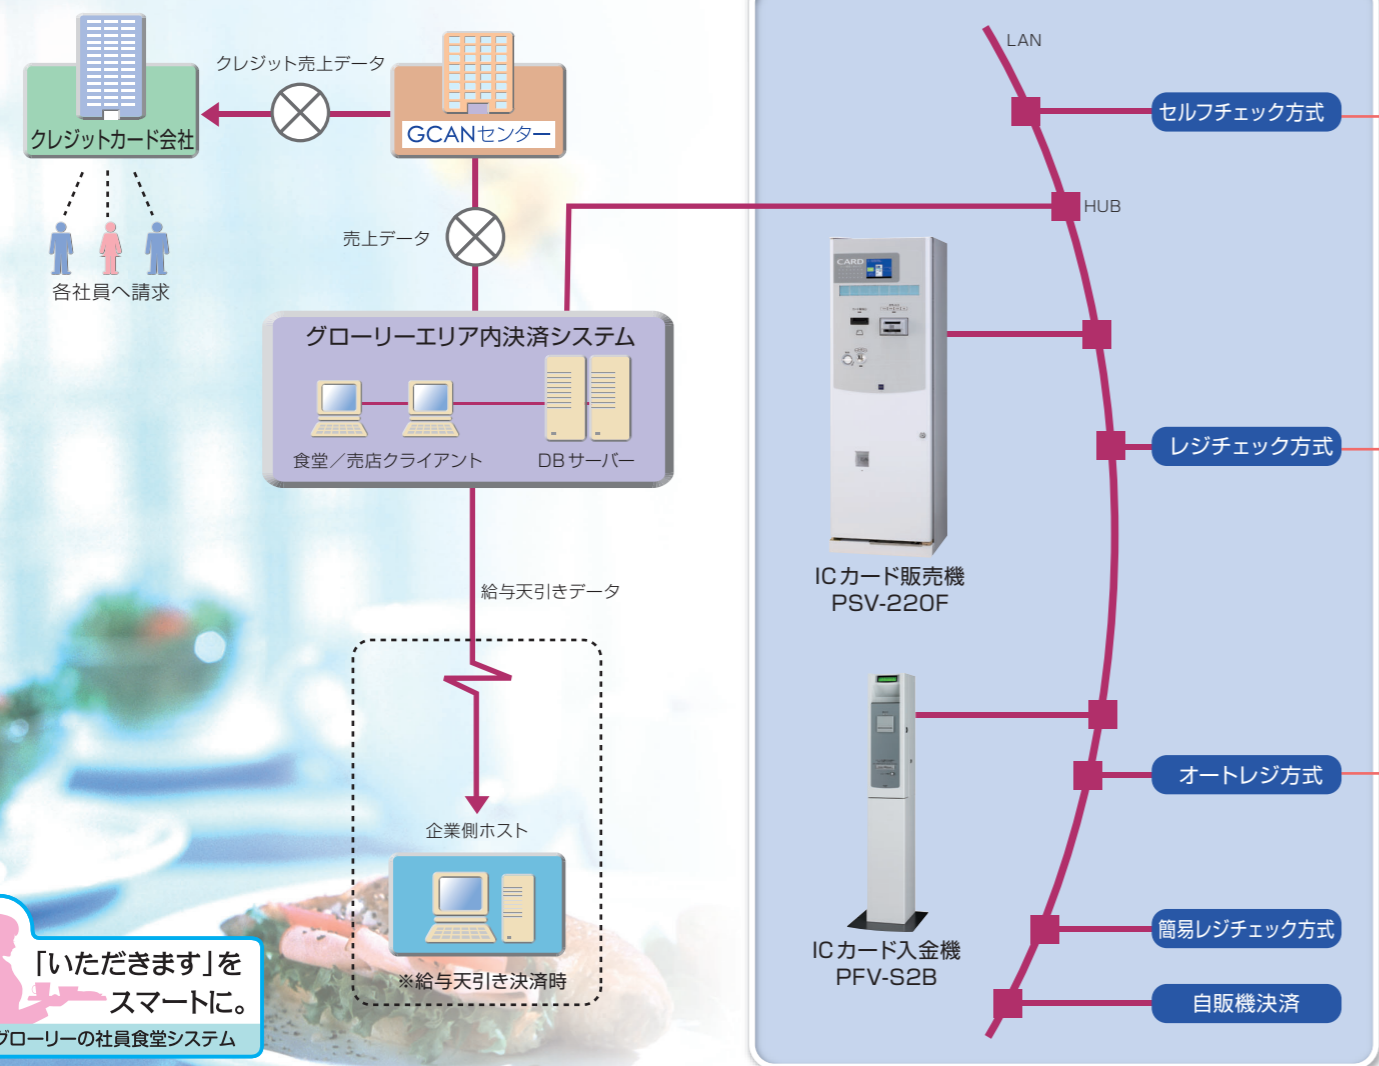 クレジット売上データ
クレジットカード会社
GCANセンター
各社員へ請求
売上データ
グローリーエリア内決済システム
食堂／売店クライアント
DBサーバー
給与天引きデータ
企業側ホスト
※給与天引き決済時
「いただきます」を
スマートに。
グローリーの社員食堂システム
LAN
セルフチェック方式
HUB
CARD
ICカード販売機
PSV-220F
レジチェック方式
オートレジ方式
ICカード入金機
PFV-S2B
簡易レジチェック方式
自販機決済